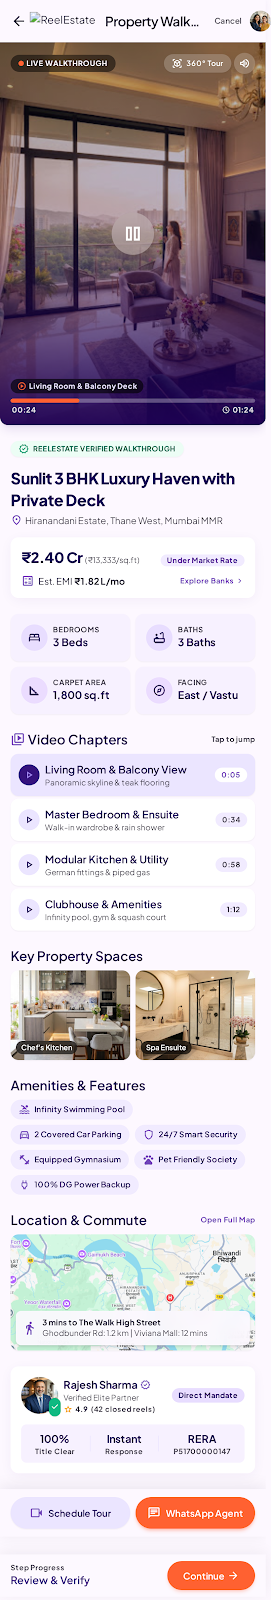 ReelEstate
Property Walk...
Cancel
LIVE WALKTHROUGH
360° Tour
Living Room & Balcony Deck
00:24
01:24
REELESTATE VERIFIED WALKTHROUGH
Sunlit 3 BHK Luxury Haven with
Private Deck
Hiranandani Estate, Thane West, Mumbai MMR
₹2.40 Cr (₹13,333/sq.ft)
Under Market Rate
Est. EMI ₹1.82 L/mo
Explore Banks
BEDROOMS
3 Beds
BATHS
3 Baths
CARPET AREA
1,800 sq.ft
FACING
East / Vastu
Video Chapters
Tap to jump
Living Room & Balcony View
Panoramic skyline & teak flooring
0:05
Master Bedroom & Ensuite
Walk-in wardrobe & rain shower
0:34
Modular Kitchen & Utility
German fittings & piped gas
0:58
Clubhouse & Amenities
Infinity pool, gym & squash court
1:12
Key Property Spaces
Chef's Kitchen
Spa Ensuite
Amenities & Features
Infinity Swimming Pool
2 Covered Car Parking
24/7 Smart Security
Equipped Gymnasium
Pet Friendly Society
100% DG Power Backup
Location & Commute
Open Full Map
Bhiwandi
भिवंडी
3 mins to The Walk High Street
Ghodbunder Rd: 1.2 km | Viviana Mall: 12 mins
Rajesh Sharma
Verified Elite Partner
4.9 (42 closed reels)
Direct Mandate
100%
Title Clear
Instant
Response
RERA
P51700000147
Schedule Tour
WhatsApp Agent
Step Progress
Review & Verify
Continue